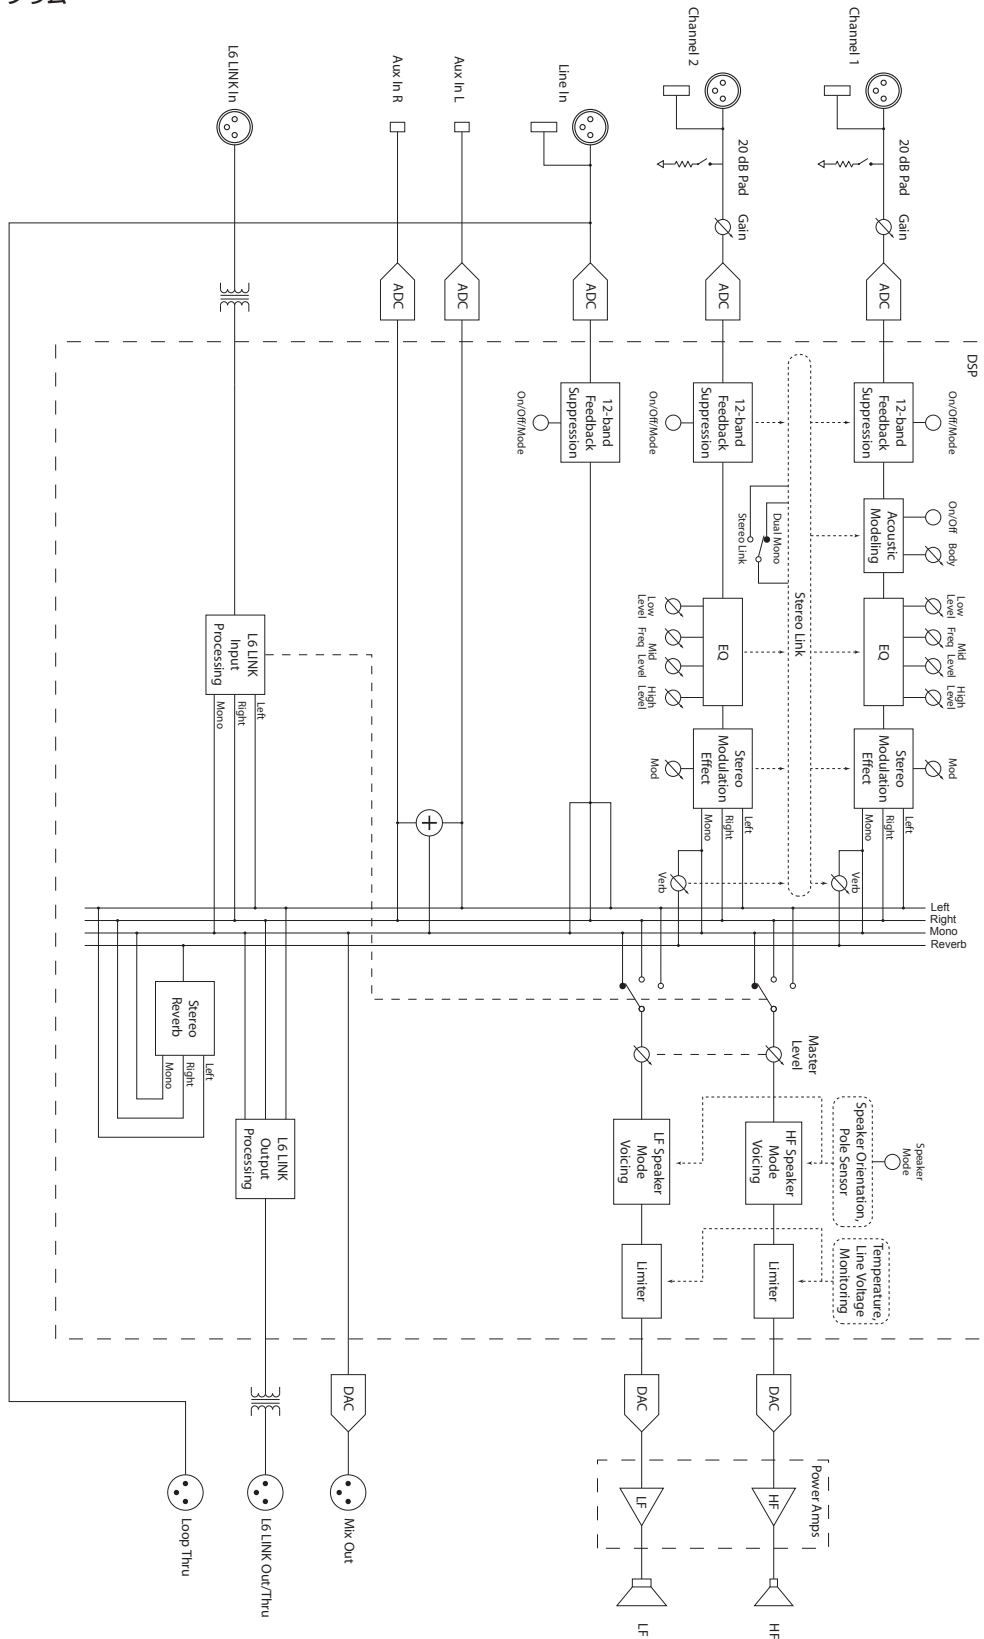 Channel 1
20 dB Pad
Gain
ADC
DSP
On/Off/Mode
12-band
Feedback
Suppression
On/Off
Body
Acoustic
Modeling
Low
Level
Mid
Freq
Level
High
Level
EQ
Mod
Stereo
Modulation
Effect
Left
Right
Mono
Verb
Stereo Link
Dual Mono
Stereo Link
Channel 2
20 dB Pad
Gain
ADC
12-band
Feedback
Suppression
On/Off/Mode
EQ
Low
Level
Mid
Freq
Level
High
Level
Stereo
Modulation
Effect
Mod
Left
Right
Mono
Verb
Left
Right
Mono
Reverb
Line In
ADC
12-band
Feedback
Suppression
On/Off/Mode
Aux In L
ADC
Aux In R
ADC
+
L6 LINK In
L6 LINK
Input
Processing
Left
Right
Mono
Stereo
Reverb
Left
Right
Mono
L6 LINK
Output
Processing
Master
Level
Speaker
Mode
Speaker Orientation,
Pole Sensor
Temperature,
Line Voltage
Monitoring
HF Speaker
Mode
Voicing
Limiter
DAC
Power Amps
HF
HF
LF Speaker
Mode
Voicing
Limiter
DAC
LF
LF
DAC
Mix Out
L6 LINK Out/Thru
Loop Thru